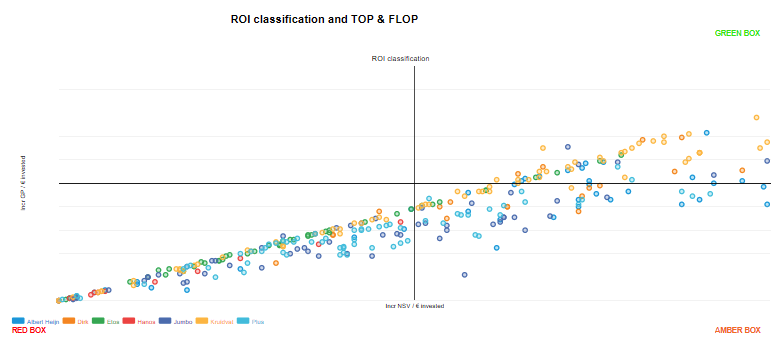 ROI classification and TOP & FLOP
GREEN BOX
ROI classification
Incr GP / € invested
Incr NSV / € invested
Albert Heijn Dirk Etos Hanos Jumbo Kruidvat Plus
RED BOX
AMBER BOX